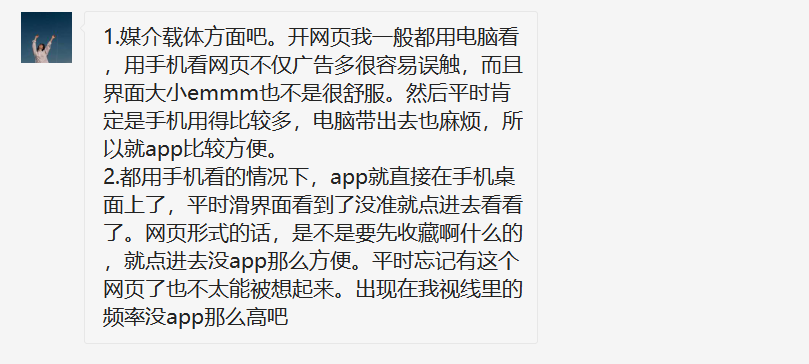 1.媒介载体方面吧。开网页我一般都用电脑看
，用手机看网页不仅广告多很容易误触，而且
界面大小emmm也不是很舒服。然后平时肯
定是手机用得比较多，电脑带出去也麻烦，所
以就app比较方便。
2.都用手机看的情况下，app就直接在手机桌
面上了，平时滑界面看到了没准就点进去看看
了。网页形式的话，是不是要先收藏啊什么的
，就点进去没app那么方便。平时忘记有这个
网页了也不太能被想起来。出现在我视线里的
频率没app那么高吧